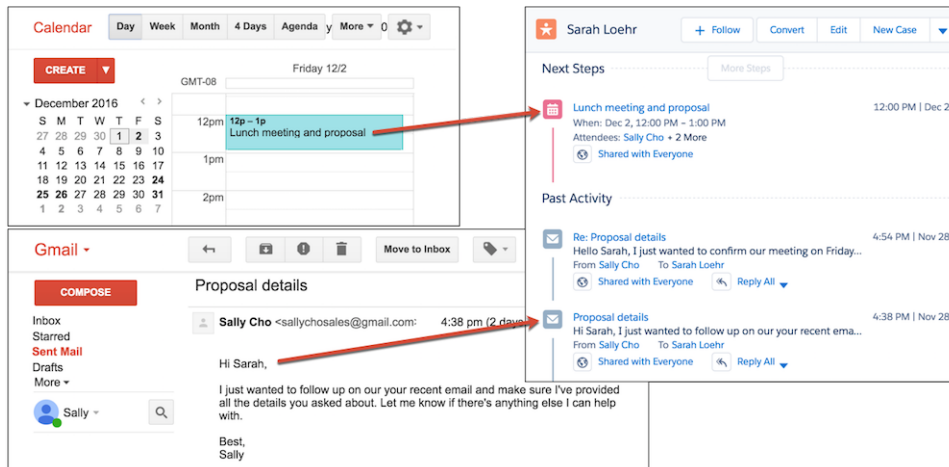 Calendar
Day Week Month 4 Days Agenda y More 0
CREATE
Friday 12/2
GMT-08
December 2016 < >
S M T W T F S
27 28 29 30 1 2 3
4 5 6 7 8 9 10
11 12 13 14 15 16 17
18 19 20 21 22 23 24
25 26 27 28 29 30 31
1 2 3 4 5 6 7
12pm
12p – 1p
Lunch meeting and proposal
1pm
2pm
Sarah Loehr
+ Follow Convert Edit New Case
Next Steps
More Steps
Lunch meeting and proposal 12:00 PM | Dec 2
When: Dec 2, 12:00 PM – 1:00 PM
Attendees: Sally Cho + 2 More
Shared with Everyone
Past Activity
Re: Proposal details 4:54 PM | Nov 28
Hello Sarah, I just wanted to confirm our meeting on Friday...
From Sally Cho To Sarah Loehr
Shared with Everyone Reply All
Proposal details 4:38 PM | Nov 28
Hi Sarah, I just wanted to follow up on our your recent ema...
From Sally Cho To Sarah Loehr
Shared with Everyone Reply All
Gmail
Move to Inbox
COMPOSE
Inbox
Starred
Sent Mail
Drafts
More
Sally
Proposal details
Sally Cho <sallychosales@gmail.com> 4:38 pm (2 days
Hi Sarah,
I just wanted to follow up on our your recent email and make sure I've provided
all the details you asked about. Let me know if there's anything else I can help
with.
Best,
Sally